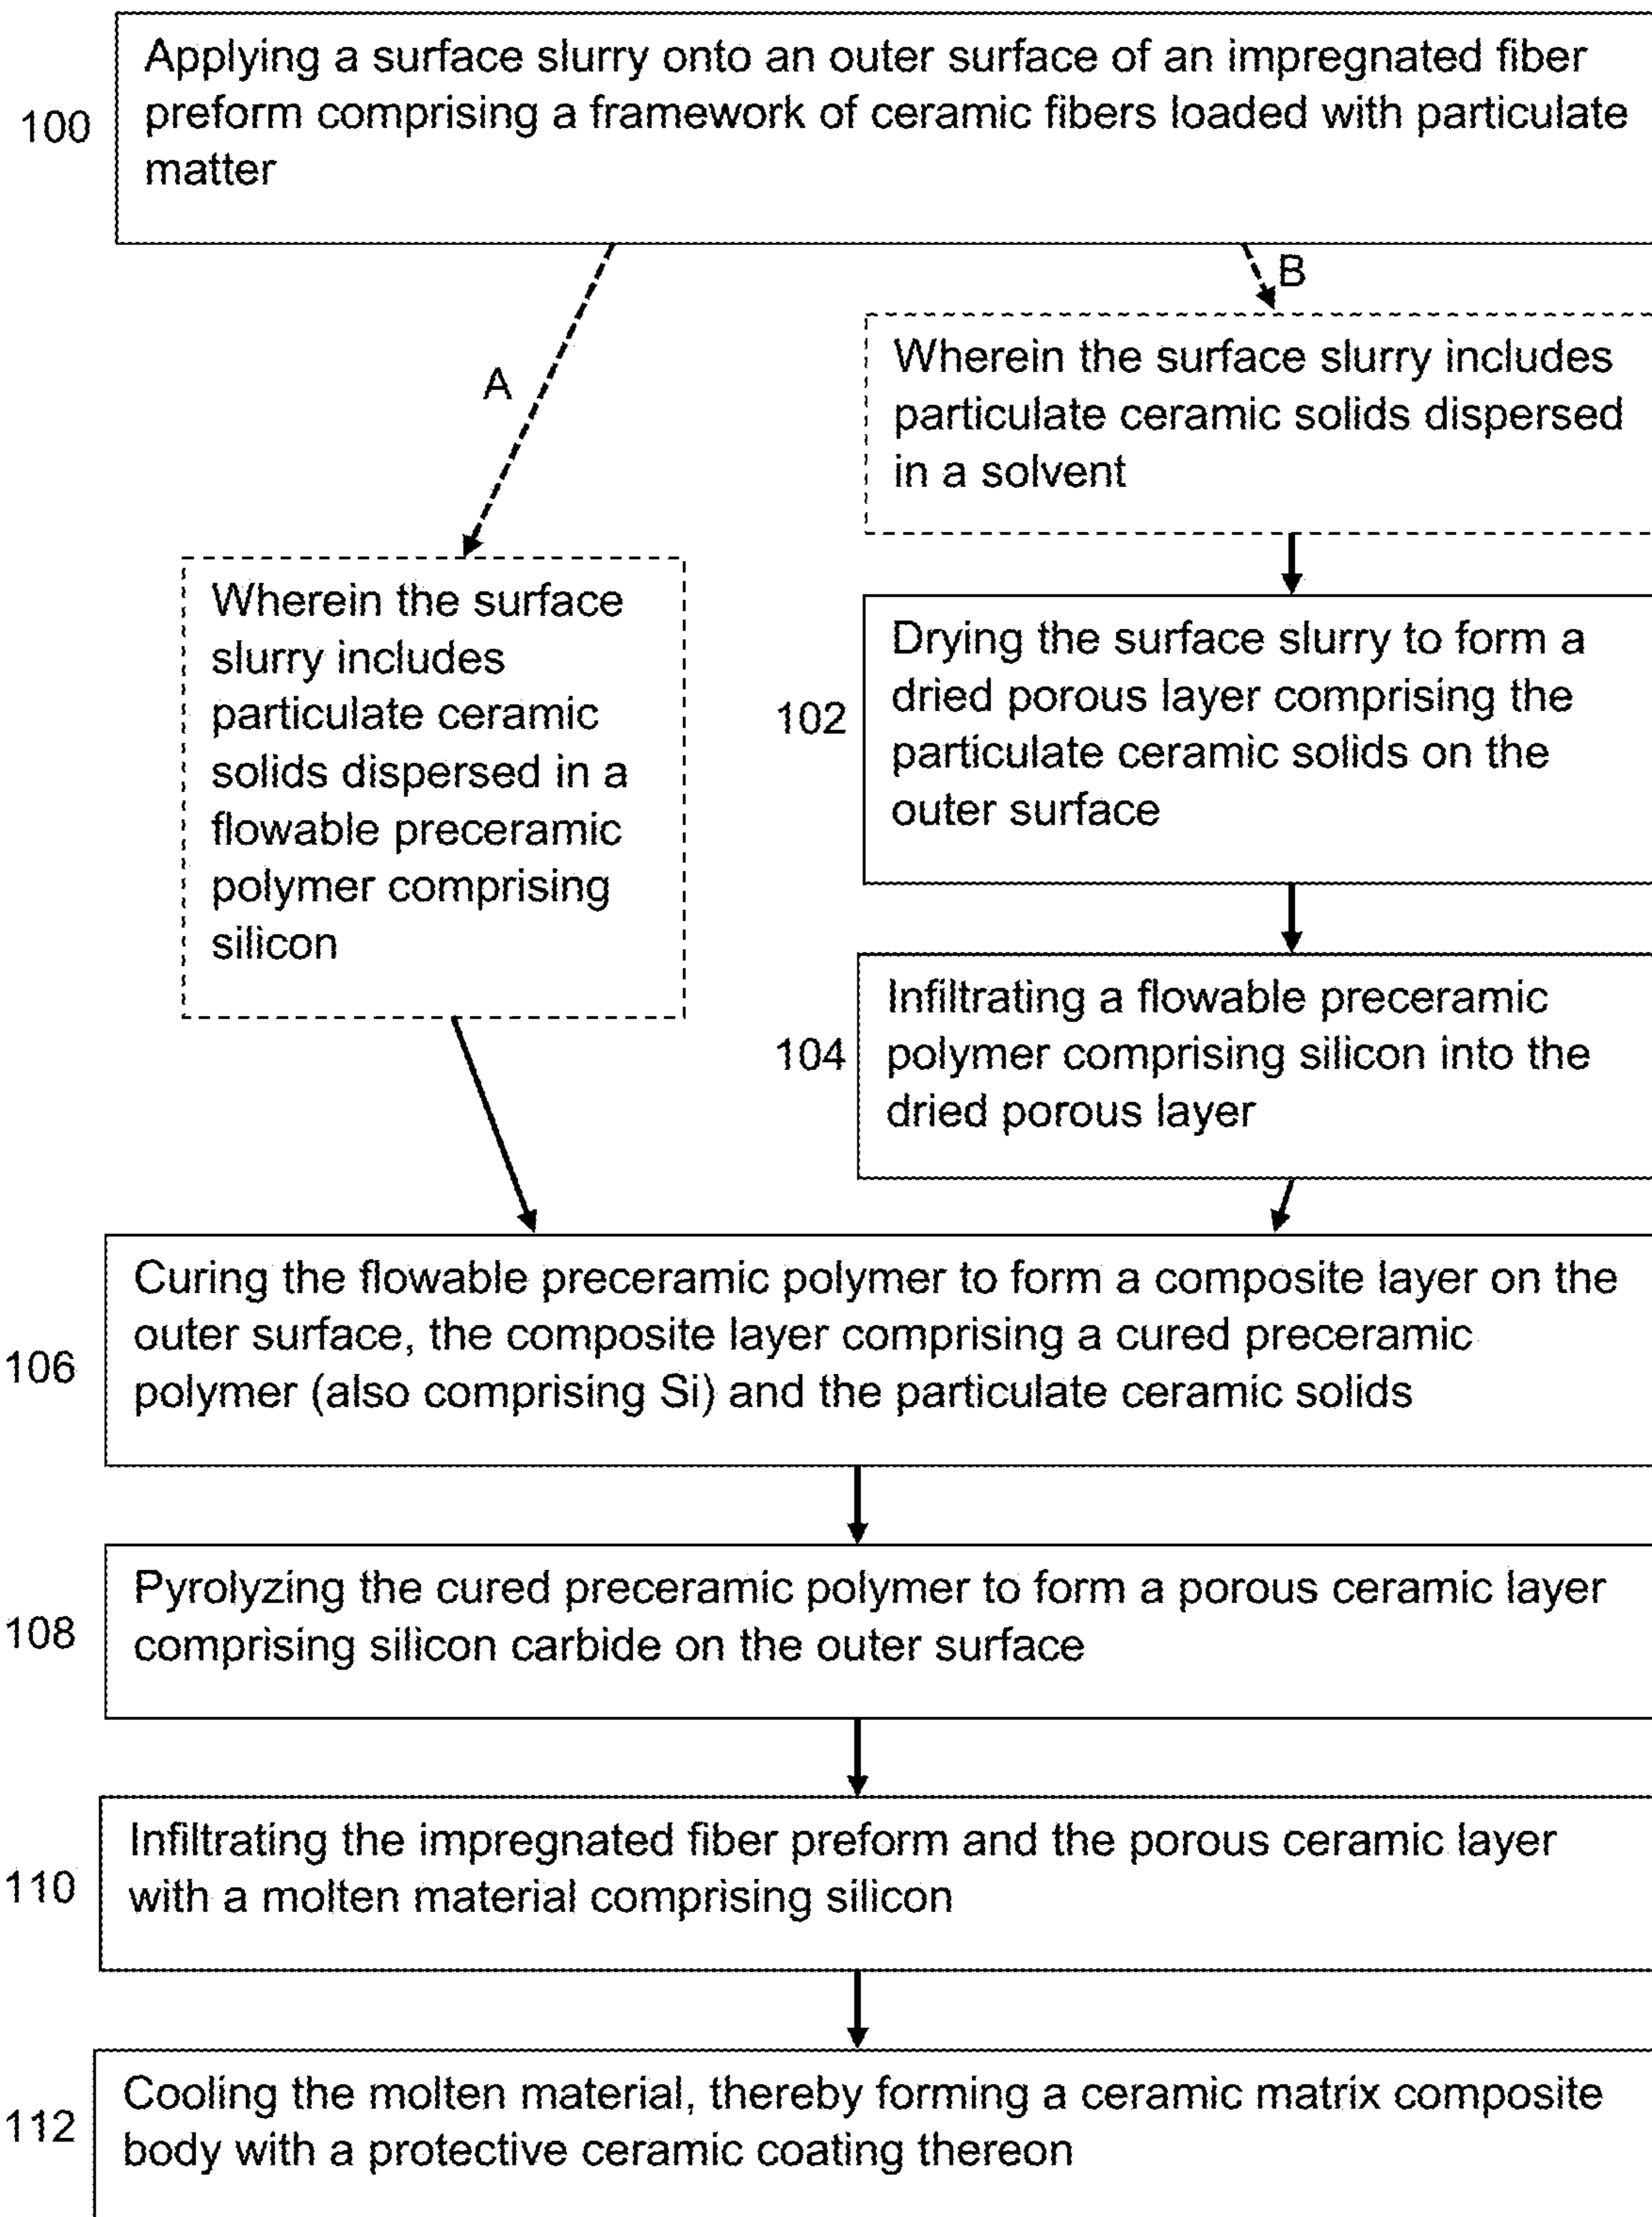 100
Applying a surface slurry onto an outer surface of an impregnated fiber
preform comprising a framework of ceramic fibers loaded with particulate
matter
A
B
Wherein the surface slurry includes
particulate ceramic solids dispersed
in a solvent
Wherein the surface
slurry includes
particulate ceramic
solids dispersed in a
flowable preceramic
polymer comprising
silicon
102
Drying the surface slurry to form a
dried porous layer comprising the
particulate ceramic solids on the
outer surface
104
Infiltrating a flowable preceramic
polymer comprising silicon into the
dried porous layer
106
Curing the flowable preceramic polymer to form a composite layer on the
outer surface, the composite layer comprising a cured preceramic
polymer (also comprising Si) and the particulate ceramic solids
108
Pyrolyzing the cured preceramic polymer to form a porous ceramic layer
comprising silicon carbide on the outer surface
110
Infiltrating the impregnated fiber preform and the porous ceramic layer
with a molten material comprising silicon
112
Cooling the molten material, thereby forming a ceramic matrix composite
body with a protective ceramic coating thereon